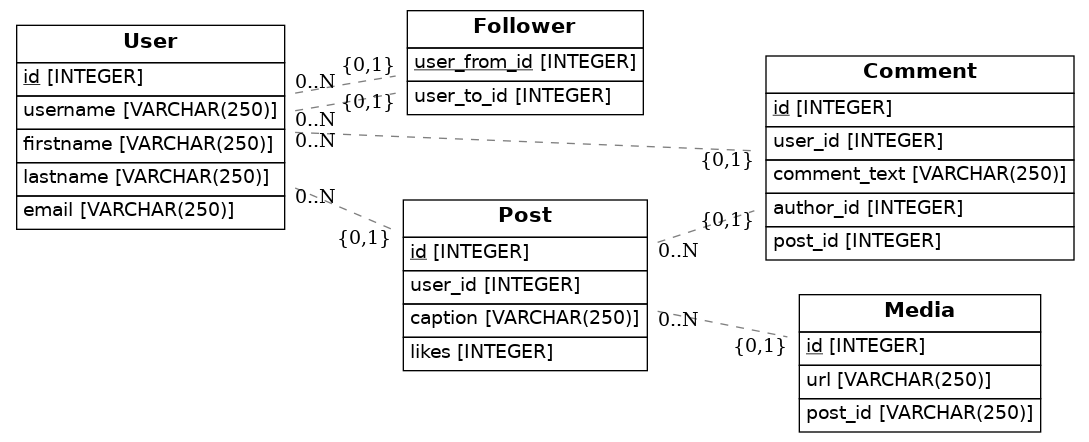 User
id [INTEGER]
username [VARCHAR(250)]
firstname [VARCHAR(250)]
lastname [VARCHAR(250)]
email [VARCHAR(250)]
0..N
{0,1}
0..N
{0,1}
0..N
{0,1}
0..N
{0,1}
Follower
user_from_id [INTEGER]
user_to_id [INTEGER]
Post
id [INTEGER]
user_id [INTEGER]
caption [VARCHAR(250)]
likes [INTEGER]
0..N
{0,1}
0..N
{0,1}
Comment
id [INTEGER]
user_id [INTEGER]
comment_text [VARCHAR(250)]
author_id [INTEGER]
post_id [INTEGER]
Media
id [INTEGER]
url [VARCHAR(250)]
post_id [VARCHAR(250)]